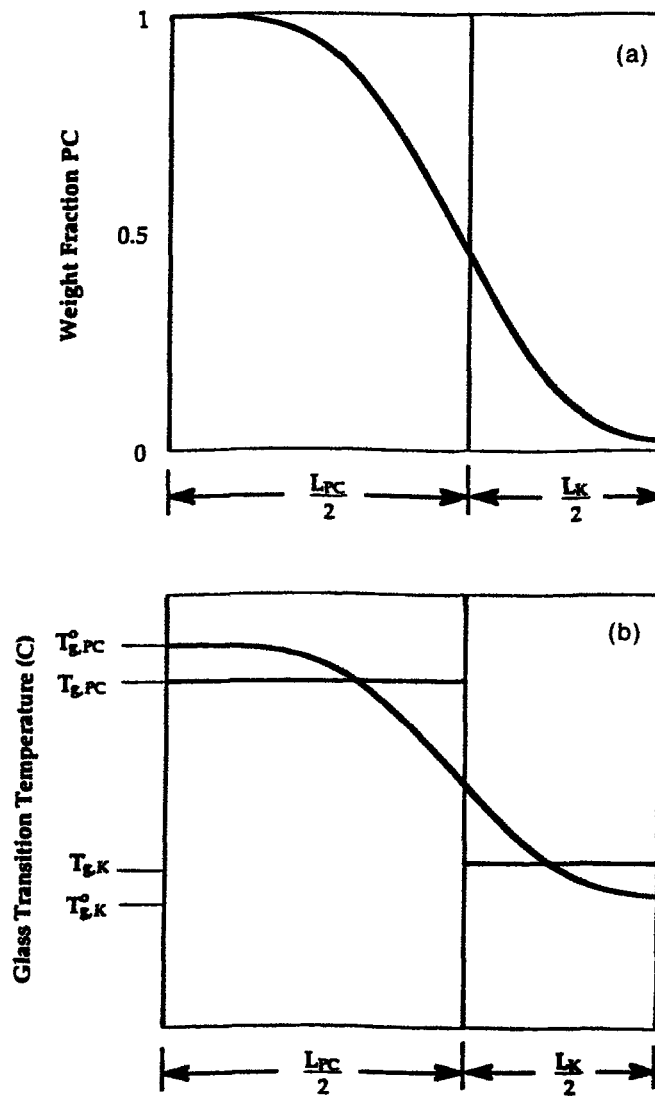 1
(a)
Weight Fraction PC
0.5
0
L_PC/2
L_K/2
(b)
Glass Transition Temperature (C)
T°g,PC
Tg,PC
Tg,K
T°g,K
L_PC/2
L_K/2